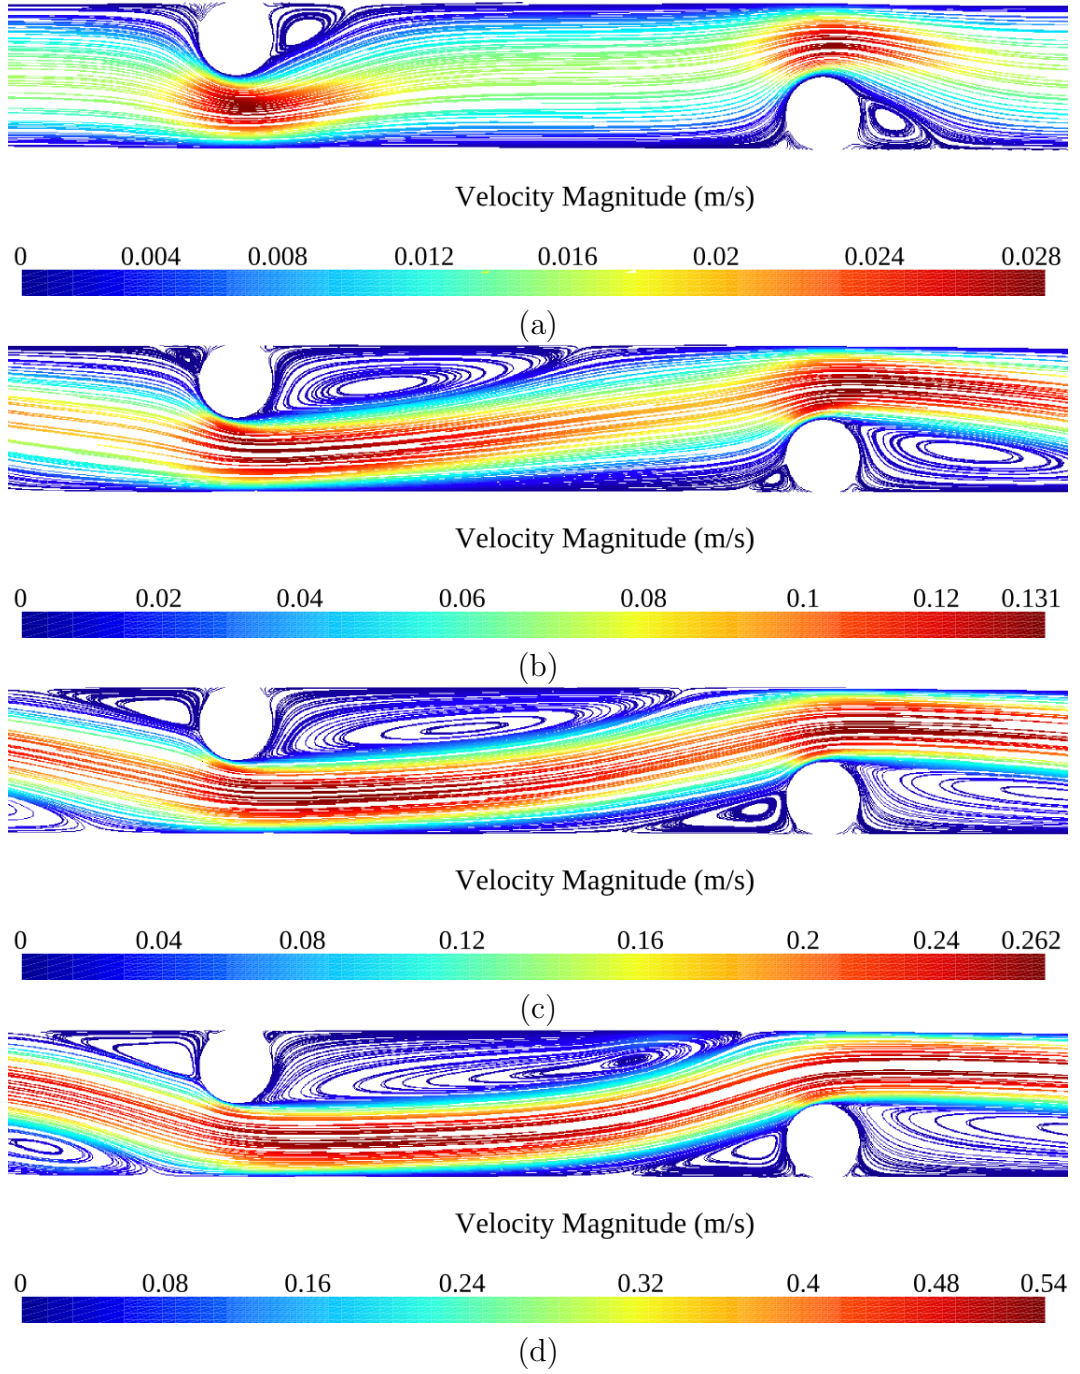 Velocity Magnitude (m/s)
0 0.004 0.008 0.012 0.016 0.02 0.024 0.028
(a)
Velocity Magnitude (m/s)
0 0.02 0.04 0.06 0.08 0.1 0.12 0.131
(b)
Velocity Magnitude (m/s)
0 0.04 0.08 0.12 0.16 0.2 0.24 0.262
(c)
Velocity Magnitude (m/s)
0 0.08 0.16 0.24 0.32 0.4 0.48 0.54
(d)